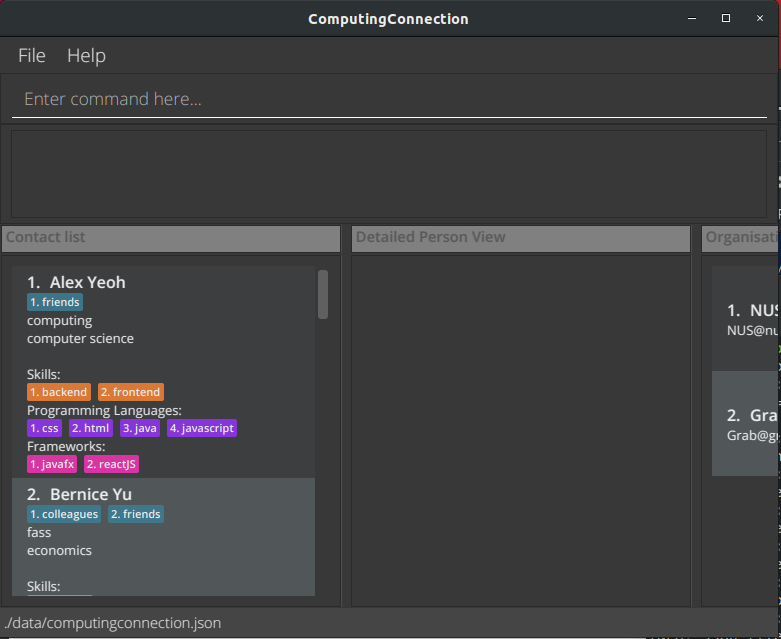 ComputingConnection
File Help
Enter command here...
Contact list
Detailed Person View
1. Alex Yeoh
1. friends
computing
computer science
Skills:
1. backend 2. frontend
Programming Languages:
1. css 2. html 3. java 4. javascript
Frameworks:
1. javafx 2. reactJS
2. Bernice Yu
1. colleagues 2. friends
fass
economics
Skills:
Organisati
1. NUS
NUS@nu
2. Gra
Grab@g
./data/computingconnection.json